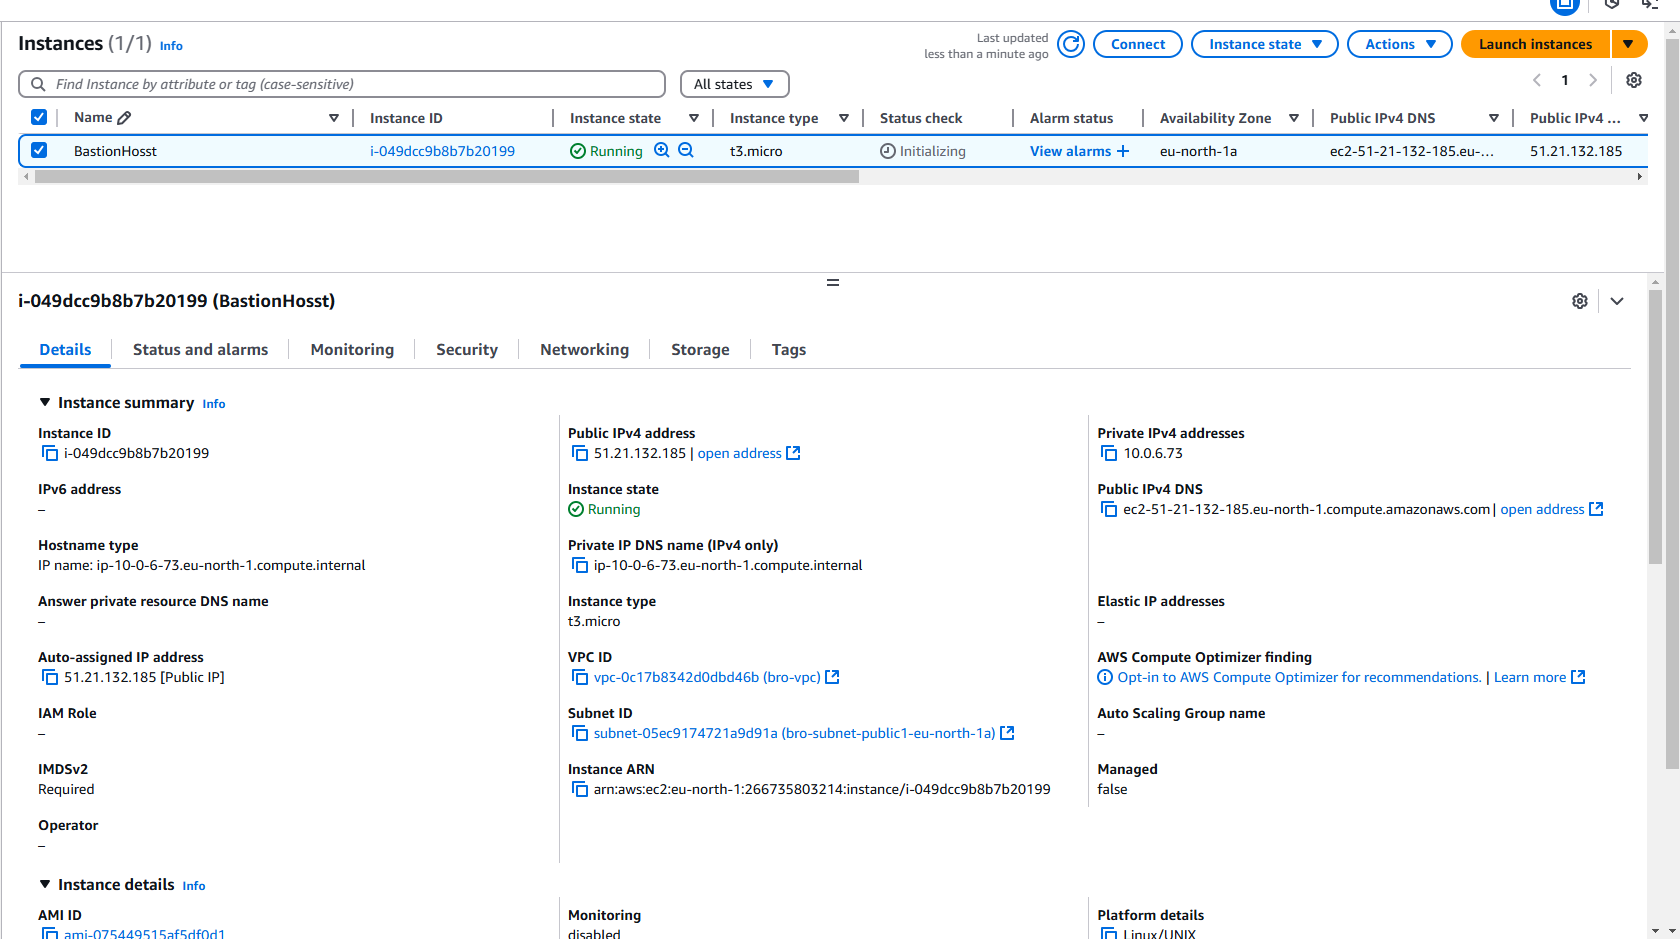 Instances (1/1) Info
Last updated
less than a minute ago
Connect
Instance state
Actions
Launch instances
Find Instance by attribute or tag (case-sensitive)
All states
1
Name Instance ID Instance state Instance type Status check Alarm status Availability Zone Public IPv4 DNS Public IPv4 ...
BastionHosst i-049dcc9b8b7b20199 Running t3.micro Initializing View alarms + eu-north-1a ec2-51-21-132-185.eu-... 51.21.132.185
i-049dcc9b8b7b20199 (BastionHosst)
Details Status and alarms Monitoring Security Networking Storage Tags
Instance summary Info
Instance ID
i-049dcc9b8b7b20199
Public IPv4 address
51.21.132.185 | open address
Private IPv4 addresses
10.0.6.73
IPv6 address
–
Instance state
Running
Public IPv4 DNS
ec2-51-21-132-185.eu-north-1.compute.amazonaws.com | open address
Hostname type
IP name: ip-10-0-6-73.eu-north-1.compute.internal
Private IP DNS name (IPv4 only)
ip-10-0-6-73.eu-north-1.compute.internal
Answer private resource DNS name
–
Instance type
t3.micro
Elastic IP addresses
–
Auto-assigned IP address
51.21.132.185 [Public IP]
VPC ID
vpc-0c17b8342d0dbd46b (bro-vpc)
AWS Compute Optimizer finding
Opt-in to AWS Compute Optimizer for recommendations. | Learn more
IAM Role
–
Subnet ID
subnet-05ec9174721a9d91a (bro-subnet-public1-eu-north-1a)
Auto Scaling Group name
–
IMDSv2
Required
Instance ARN
arn:aws:ec2:eu-north-1:266735803214:instance/i-049dcc9b8b7b20199
Managed
false
Operator
–
Instance details Info
AMI ID
ami-075449515af5df0d1
Monitoring
disabled
Platform details
Linux/UNIX